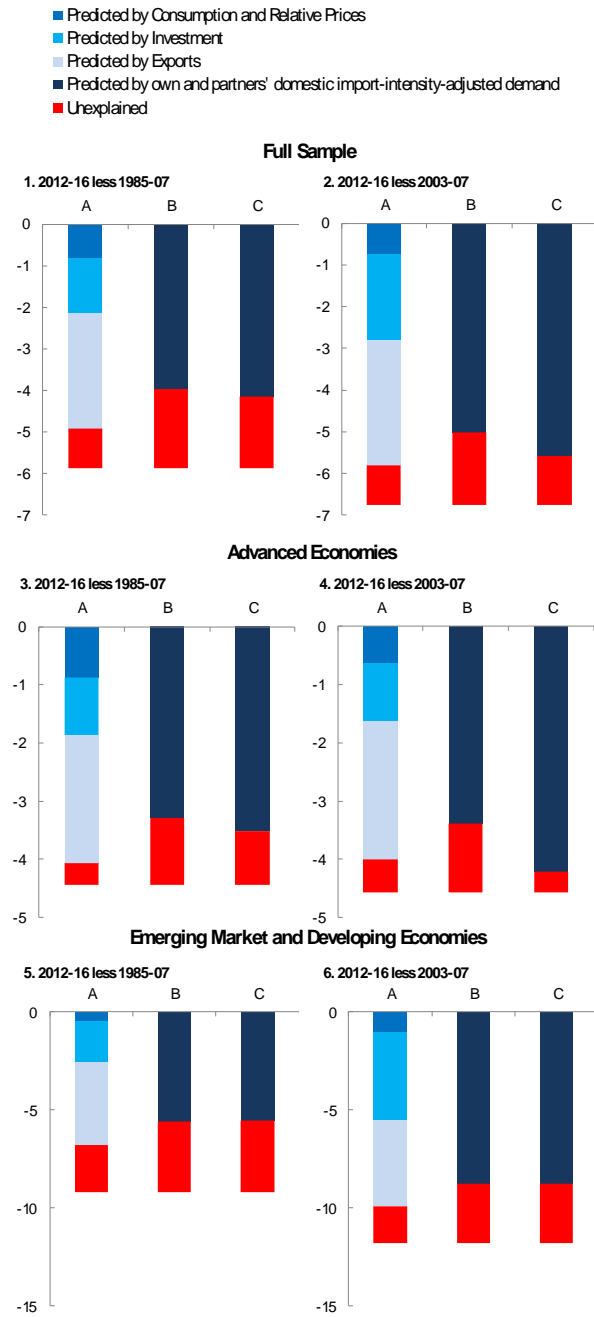 Predicted by Consumption and Relative Prices
Predicted by Investment
Predicted by Exports
Predicted by own and partners' domestic import-intensity-adjusted demand
Unexplained
Full Sample
1. 2012-16 less 1985-07
A B C
0
-1
-2
-3
-4
-5
-6
-7
2. 2012-16 less 2003-07
A B C
0
-1
-2
-3
-4
-5
-6
-7
Advanced Economies
3. 2012-16 less 1985-07
A B C
0
-1
-2
-3
-4
-5
4. 2012-16 less 2003-07
A B C
0
-1
-2
-3
-4
-5
Emerging Market and Developing Economies
5. 2012-16 less 1985-07
A B C
0
-5
-10
-15
6. 2012-16 less 2003-07
A B C
0
-5
-10
-15